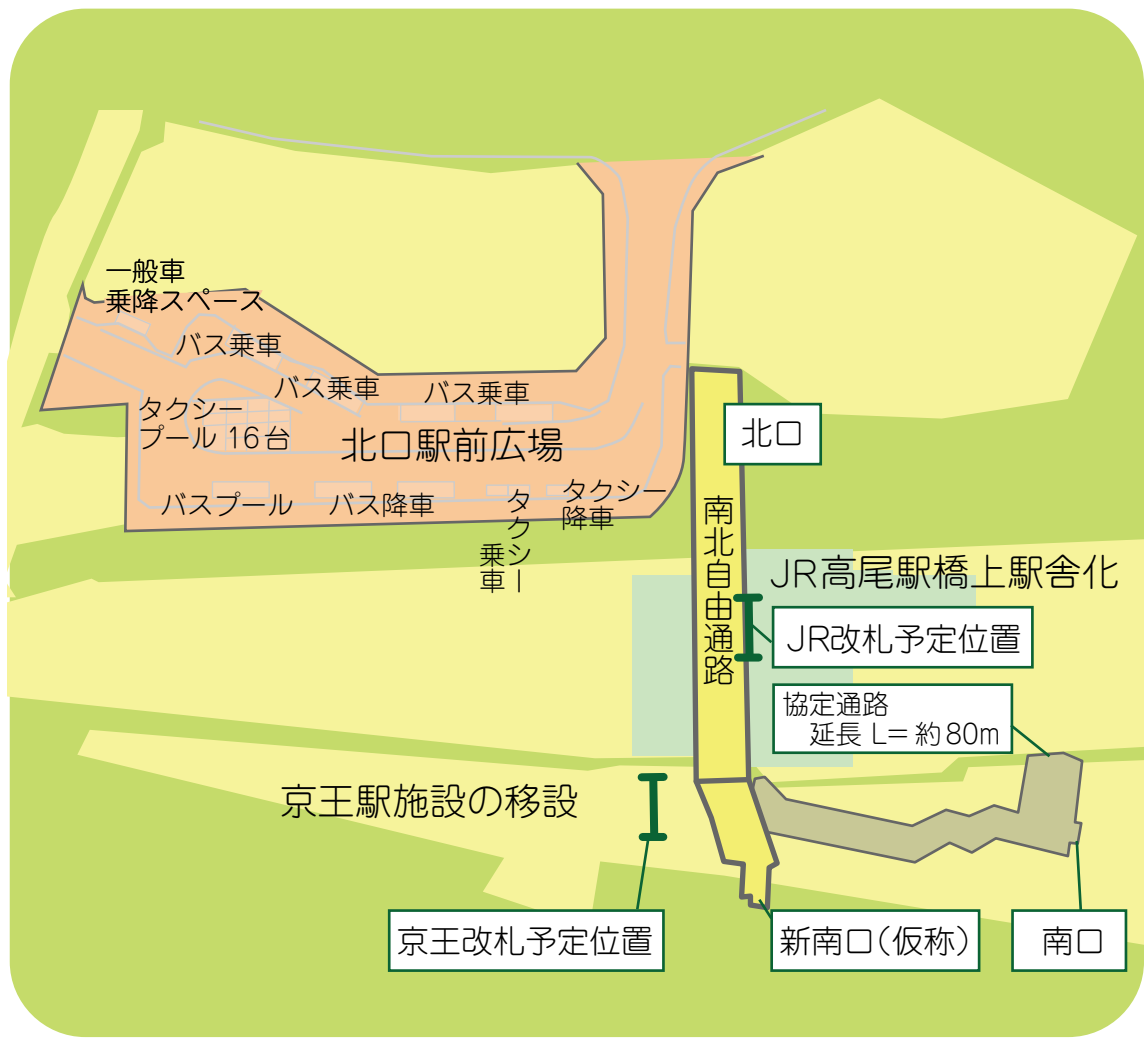 一般車
乗降スペース
バス乗車
バス乗車
バス乗車
タクシー
プール 16台
北口駅前広場
バスプール
バス降車
タクシー
乗車
タクシー
降車
北口
南北自由通路
JR高尾駅橋上駅舎化
JR改札予定位置
協定通路
延長 L= 約80m
京王駅施設の移設
京王改札予定位置
新南口(仮称)
南口